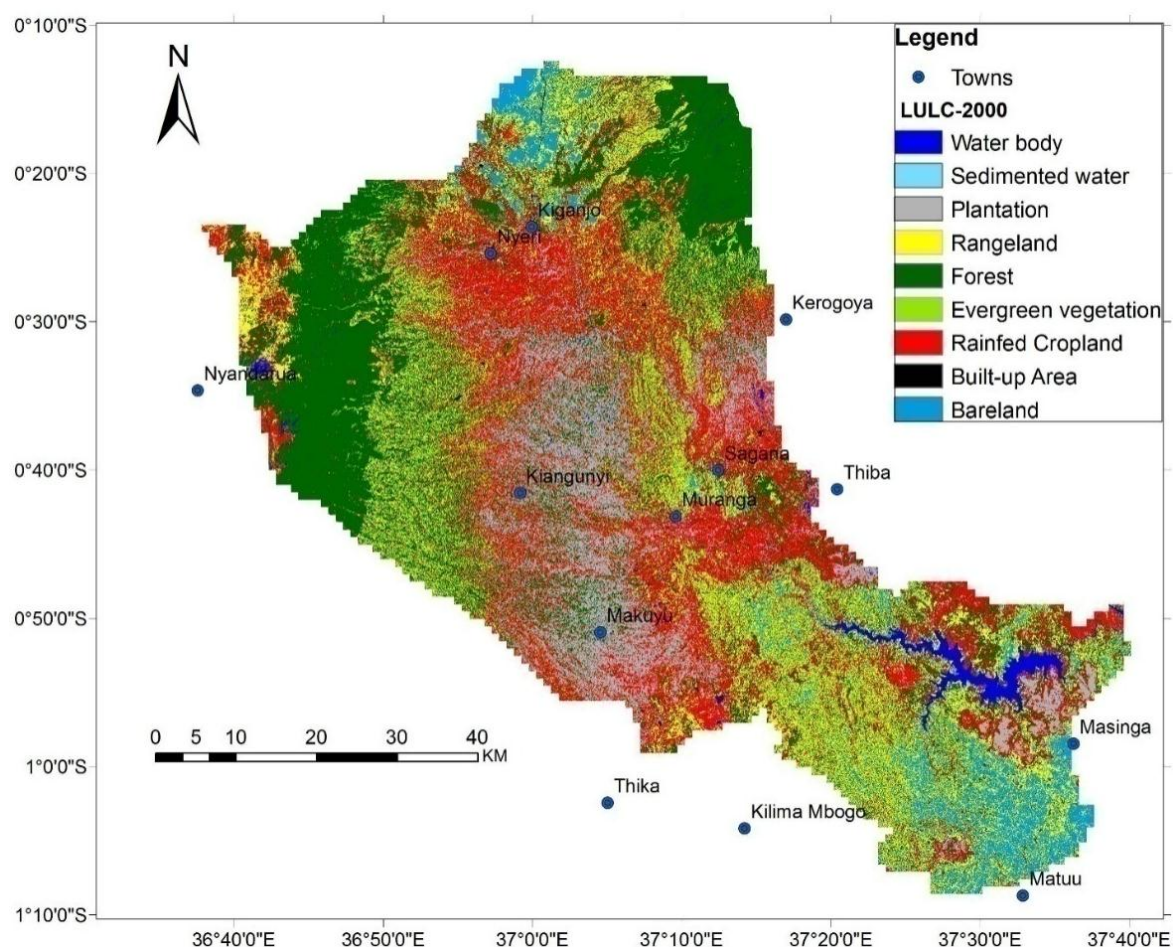 0°10'0"S
N
Legend
Towns
LULC-2000
Water body
Sedimented water
Plantation
Rangeland
Forest
Evergreen vegetation
Rainfed Cropland
Built-up Area
Bareland
0°20'0"S
Kiganjo
Nyeri
0°30'0"S
Kerogoya
Nyandarua
0°40'0"S
Sagana
Kiangunyi
Thiba
Muranga
0°50'0"S
Makuyu
0 5 10 20 30 40
KM
Masinga
1°0'0"S
Thika
Kilima Mbogo
Matuu
1°10'0"S
36°40'0"E 36°50'0"E 37°0'0"E 37°10'0"E 37°20'0"E 37°30'0"E 37°40'0"E